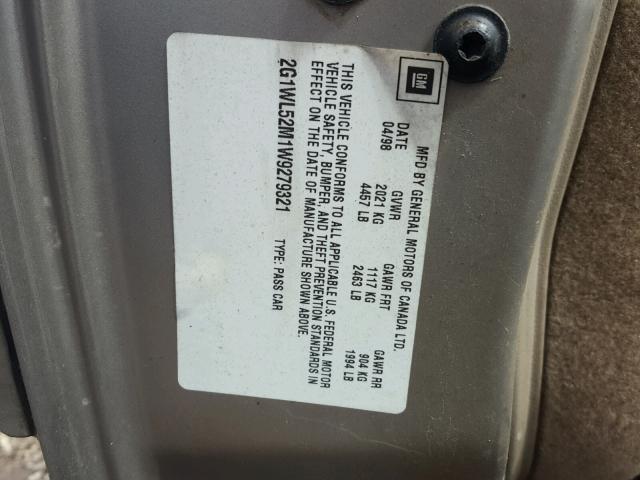 GM
MFD BY GENERAL MOTORS OF CANADA LTD.
DATE GVWR GAWR FRT GAWR RR
04/98 2021 KG 1117 KG 904 KG
4457 LB 2463 LB 1994 LB
THIS VEHICLE CONFORMS TO ALL APPLICABLE U.S. FEDERAL MOTOR
VEHICLE SAFETY, BUMPER, AND THEFT PREVENTION STANDARDS IN
EFFECT ON THE DATE OF MANUFACTURE SHOWN ABOVE.
2G1WL52M1W9279321 TYPE: PASS CAR